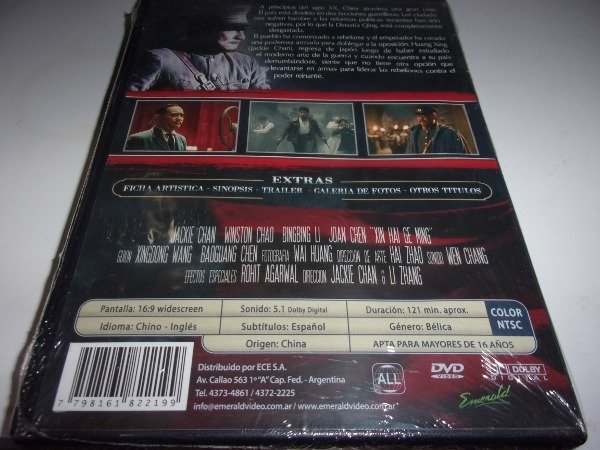 A principios del siglo XX, China atraviesa una gran crisis.
El país está dividido en dos facciones guerrilleras. Los ciudada-
nos sufren hambre y las reformas políticas recientes han sido
negativas, por lo que la Dinastía Qing, está completamente
desgastada.
El pueblo ha comenzado a rebelarse y el emperador ha creado
una poderosa armada para doblegar a la oposición. Huang Xing
(Jackie Chan), regresa de Japón luego de haber estudiado
el moderno arte de la guerra y cuando encuentra a su país
derrumbándose, siente que no tiene otra opción que
levantarse en armas para liderar las rebeliones contra el
poder reinante.
EXTRAS
FICHA ARTISTICA - SINOPSIS - TRAILER - GALERIA DE FOTOS - OTROS TITULOS
JACKIE CHAN WINSTON CHAO BINGBING LI JOAN CHEN "XIN HAI GE MING"
GUION XINGDONG WANG BAOGUANG CHEN FOTOGRAFIA WAI HUANG DIRECCION DE ARTE HAI ZHAO SONIDO WEN CHANG
EFECTOS ESPECIALES ROHIT AGARWAL DIRECCION JACKIE CHAN & LI ZHANG
Pantalla: 16:9 widescreen Sonido: 5.1 Dolby Digital Duración: 121 min. aprox.
Idioma: Chino - Inglés Subtítulos: Español Género: Bélica
Origen: China APTA PARA MAYORES DE 16 AÑOS
COLOR
NTSC
Distribuido por ECE S.A.
Av. Callao 563 1º "A" Cap. Fed. - Argentina
Tel. 4373-4861 / 4372-2225
info@emeraldvideo.com.ar / www.emeraldvideo.com.ar
7 798161 822199
ALL
DVD
VIDEO
DOLBY
DIGITAL
Emerald